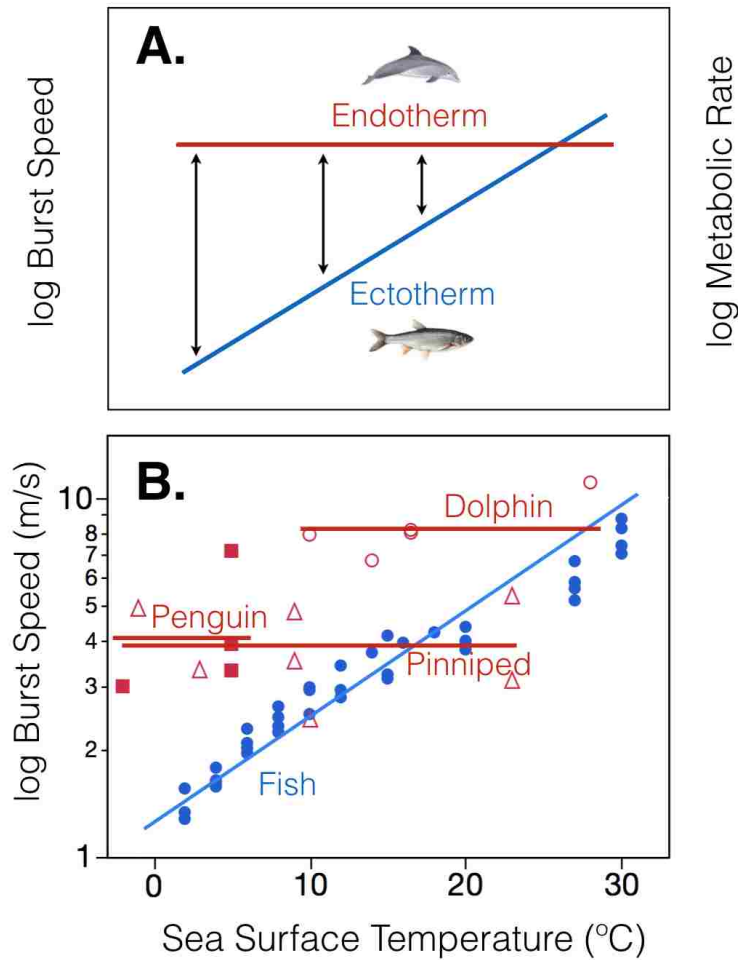 A.
log Burst Speed
log Metabolic Rate
Endotherm
Ectotherm
B.
log Burst Speed (m/s)
10
8
7
6
5
4
3
2
1
Dolphin
Penguin
Pinniped
Fish
0 10 20 30
Sea Surface Temperature (°C)